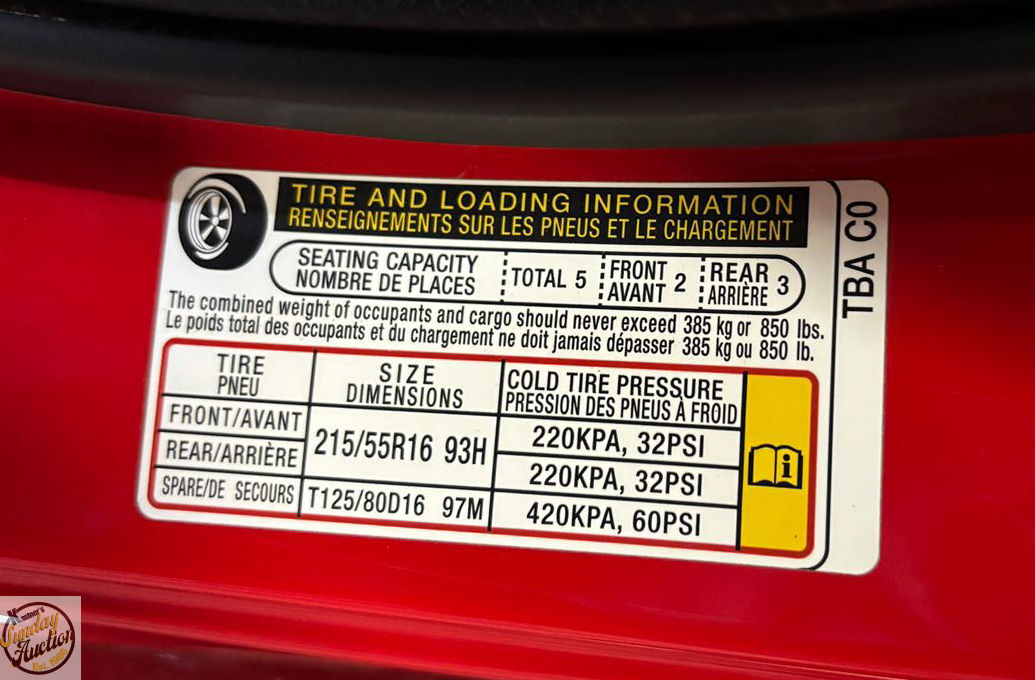 TIRE AND LOADING INFORMATION
RENSEIGNEMENTS SUR LES PNEUS ET LE CHARGEMENT
SEATING CAPACITY
NOMBRE DE PLACES
TOTAL 5
FRONT
AVANT 2
REAR
ARRIÈRE 3
The combined weight of occupants and cargo should never exceed 385 kg or 850 lbs.
Le poids total des occupants et du chargement ne doit jamais dépasser 385 kg ou 850 lb.
TIRE
PNEU
SIZE
DIMENSIONS
COLD TIRE PRESSURE
PRESSION DES PNEUS À FROID
FRONT/AVANT
215/55R16 93H
220KPA, 32PSI
REAR/ARRIÈRE
220KPA, 32PSI
SPARE/DE SECOURS
T125/80D16 97M
420KPA, 60PSI
i
TBA C0
Kastner's
Sunday
Auction
Est. 1986